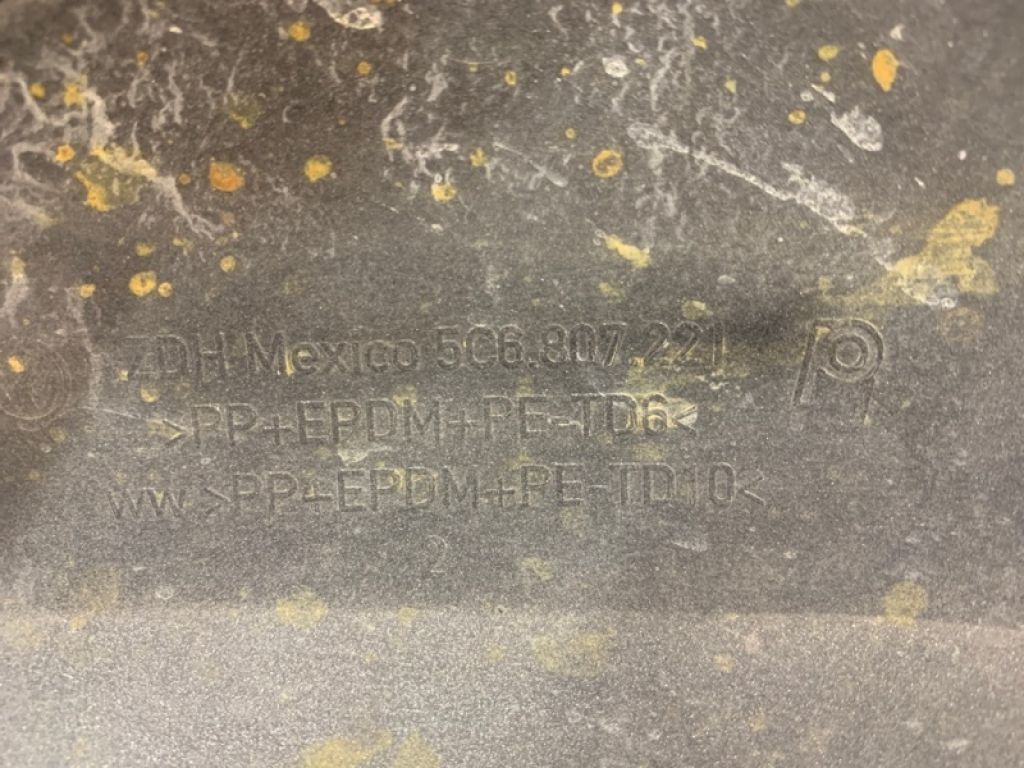 ZDH-Mexico 5C6.807.221
>PP+EPDM+PE-TD6<
ww >PP+EPDM+PE-TD10<
2